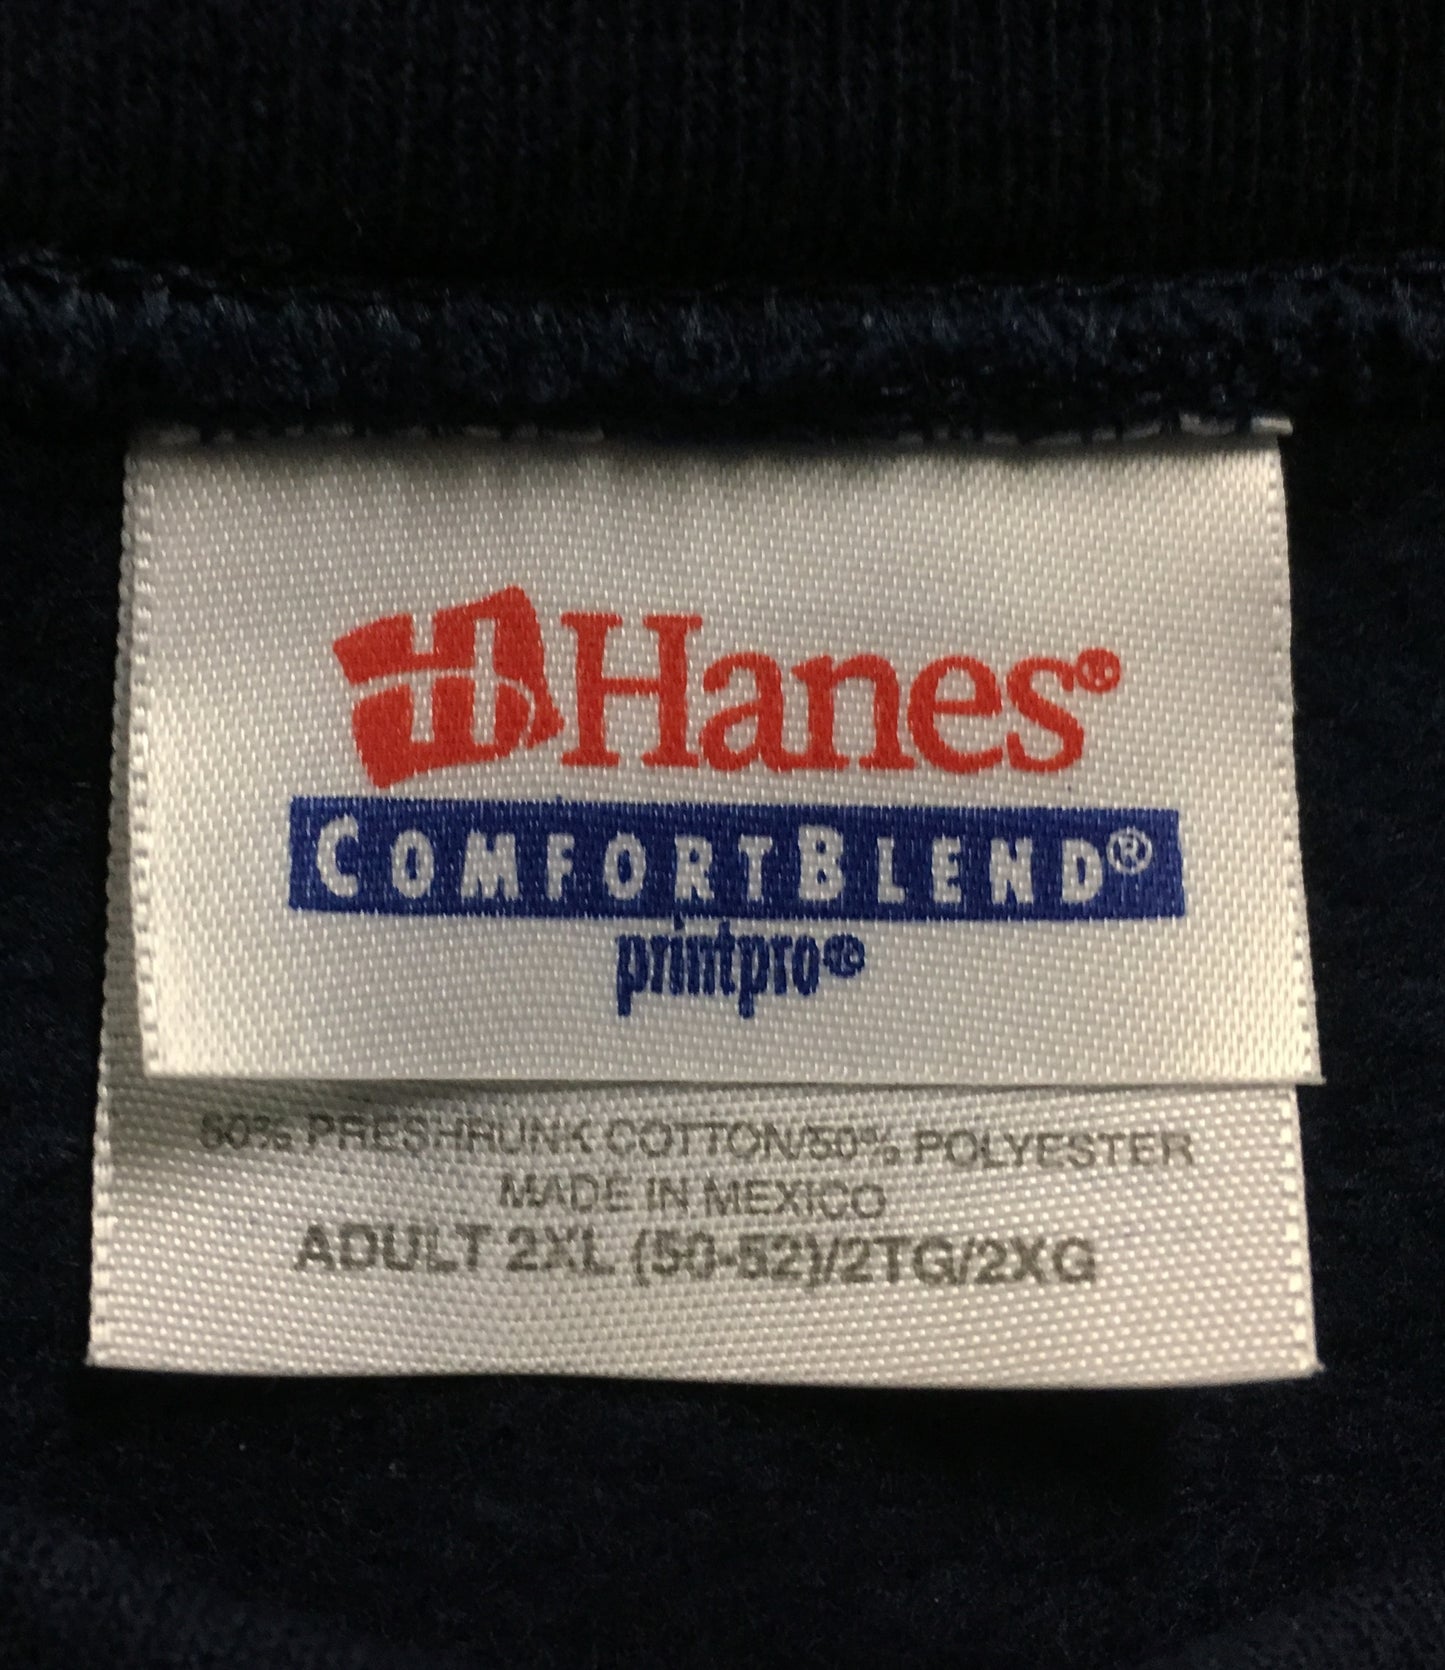 Hanes®
COMFORTBLEND®
printpro®
50% PRESHRUNK COTTON/50% POLYESTER
MADE IN MEXICO
ADULT 2XL (50-52)/2TG/2XG